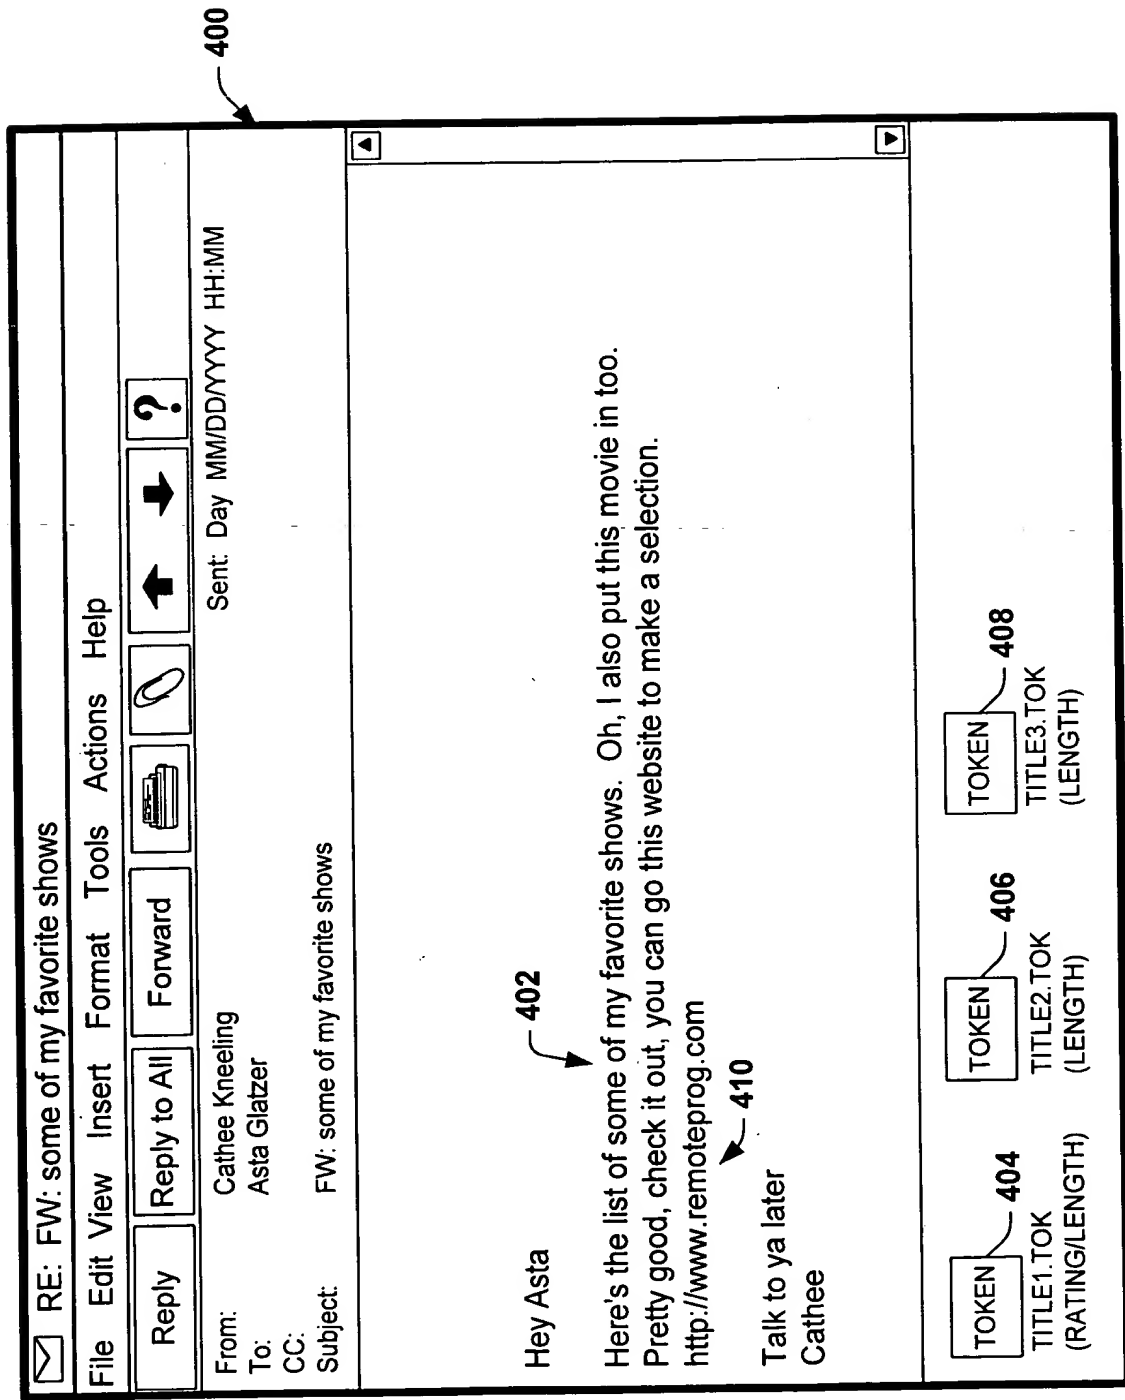 400
RE: FW: some of my favorite shows
File Edit View Insert Format Tools Actions Help
Reply Reply to All Forward ?
From: Cathee Kneeling Sent: Day MM/DD/YYYY HH:MM
To: Asta Glatzer
CC:
Subject: FW: some of my favorite shows
Hey Asta
402
Here's the list of some of my favorite shows. Oh, I also put this movie in too.
Pretty good, check it out, you can go this website to make a selection.
http://www.remoteprog.com
410
Talk to ya later
Cathee
TOKEN 404 TOKEN 406 TOKEN 408
TITLE1.TOK TITLE2.TOK TITLE3.TOK
(RATING/LENGTH) (LENGTH) (LENGTH)